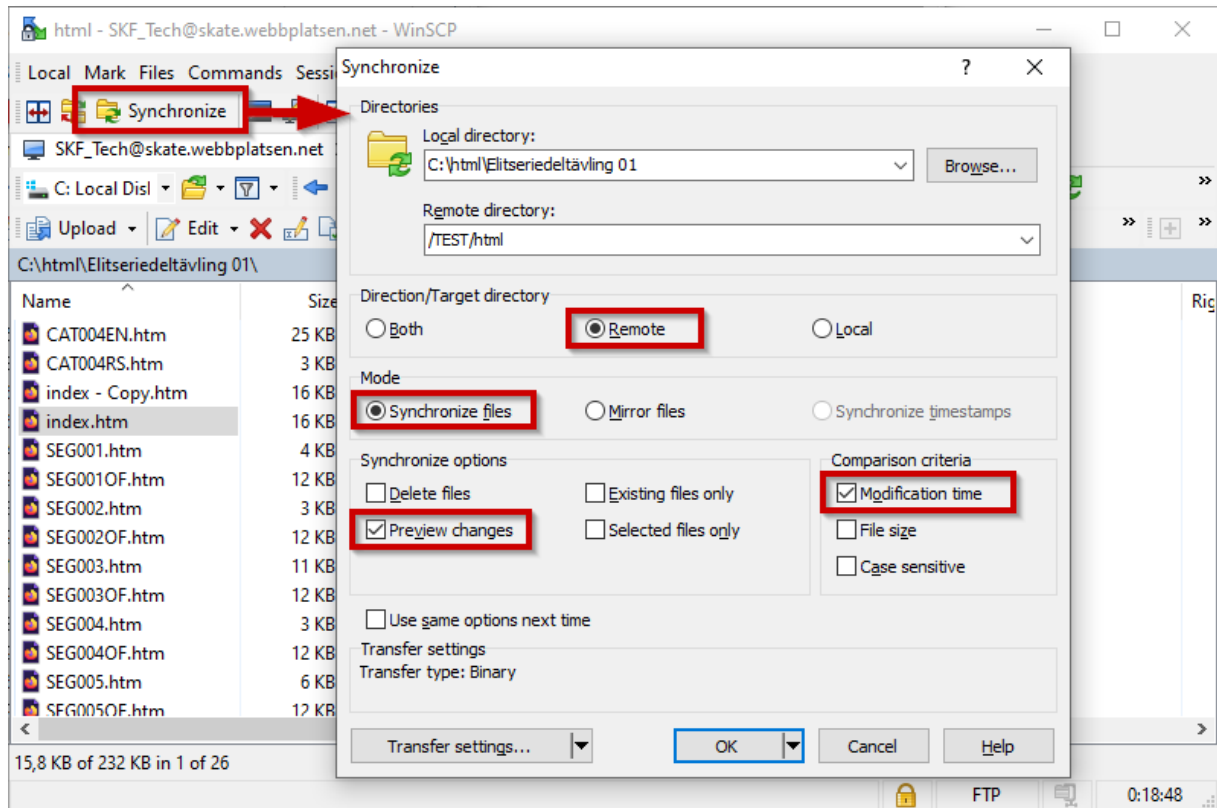 html - SKF_Tech@skate.webbplatsen.net - WinSCP
Local Mark Files Commands Sessi
Synchronize
SKF_Tech@skate.webbplatsen.net
C: Local Disl
Upload Edit
C:\html\Elitseriedeltävling 01\
Name Size Rig
CAT004EN.htm 25 KB
CAT004RS.htm 3 KB
index - Copy.htm 16 KB
index.htm 16 KB
SEG001.htm 4 KB
SEG001OF.htm 12 KB
SEG002.htm 3 KB
SEG002OF.htm 12 KB
SEG003.htm 11 KB
SEG003OF.htm 12 KB
SEG004.htm 3 KB
SEG004OF.htm 12 KB
SEG005.htm 6 KB
SEG005OF.htm 12 KB
15,8 KB of 232 KB in 1 of 26
FTP 0:18:48
Synchronize ?
Directories
Local directory:
C:\html\Elitseriedeltävling 01 Browse...
Remote directory:
/TEST/html
Direction/Target directory
Both Remote Local
Mode
Synchronize files Mirror files Synchronize timestamps
Synchronize options Comparison criteria
Delete files Existing files only Modification time
Preview changes Selected files only File size
Case sensitive
Use same options next time
Transfer settings
Transfer type: Binary
Transfer settings... OK Cancel Help